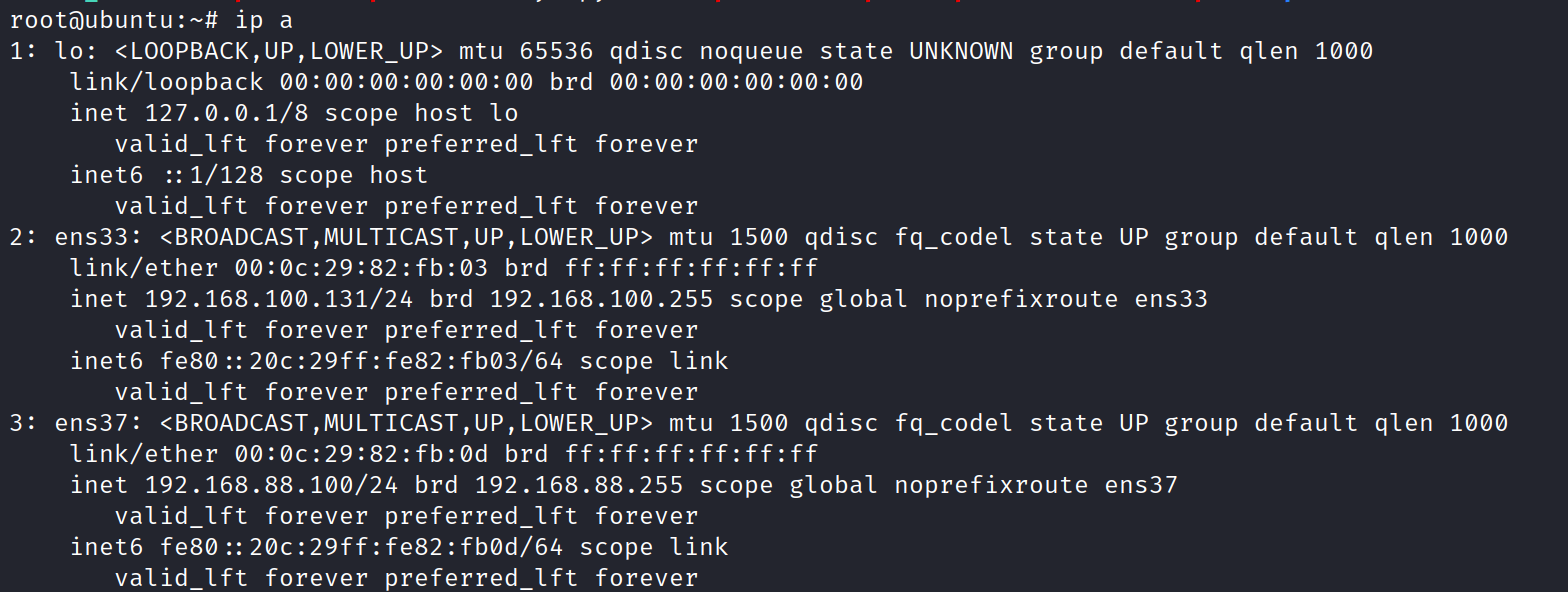 root@ubuntu:~# ip a
1: lo: <LOOPBACK,UP,LOWER_UP> mtu 65536 qdisc noqueue state UNKNOWN group default qlen 1000
    link/loopback 00:00:00:00:00:00 brd 00:00:00:00:00:00
    inet 127.0.0.1/8 scope host lo
       valid_lft forever preferred_lft forever
    inet6 ::1/128 scope host
       valid_lft forever preferred_lft forever
2: ens33: <BROADCAST,MULTICAST,UP,LOWER_UP> mtu 1500 qdisc fq_codel state UP group default qlen 1000
    link/ether 00:0c:29:82:fb:03 brd ff:ff:ff:ff:ff:ff
    inet 192.168.100.131/24 brd 192.168.100.255 scope global noprefixroute ens33
       valid_lft forever preferred_lft forever
    inet6 fe80::20c:29ff:fe82:fb03/64 scope link
       valid_lft forever preferred_lft forever
3: ens37: <BROADCAST,MULTICAST,UP,LOWER_UP> mtu 1500 qdisc fq_codel state UP group default qlen 1000
    link/ether 00:0c:29:82:fb:0d brd ff:ff:ff:ff:ff:ff
    inet 192.168.88.100/24 brd 192.168.88.255 scope global noprefixroute ens37
       valid_lft forever preferred_lft forever
    inet6 fe80::20c:29ff:fe82:fb0d/64 scope link
       valid_lft forever preferred_lft forever